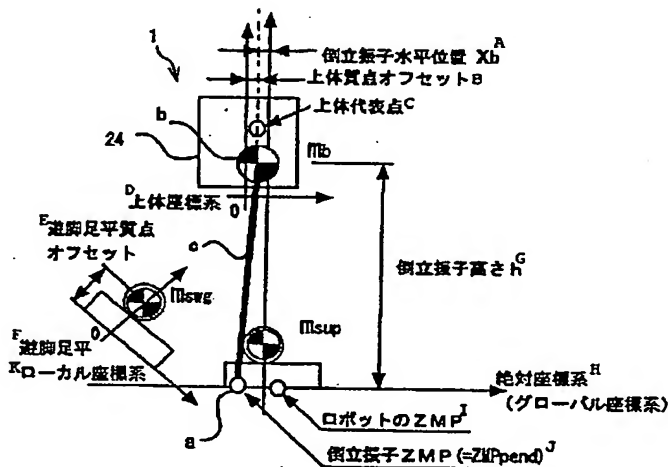 1
倒立振子水平位置 Xb A
上体質点オフセット B
上体代表点 C
b
24
mb
D 上体座標系
0
E 遊脚足平質点
オフセット
c
倒立振子高さ h G
mswg
0
msup
F 遊脚足平
K ローカル座標系
絶対座標系 H
(グローバル座標系)
ロボットのZMP I
a
倒立振子ZMP (=ZMPpend) J